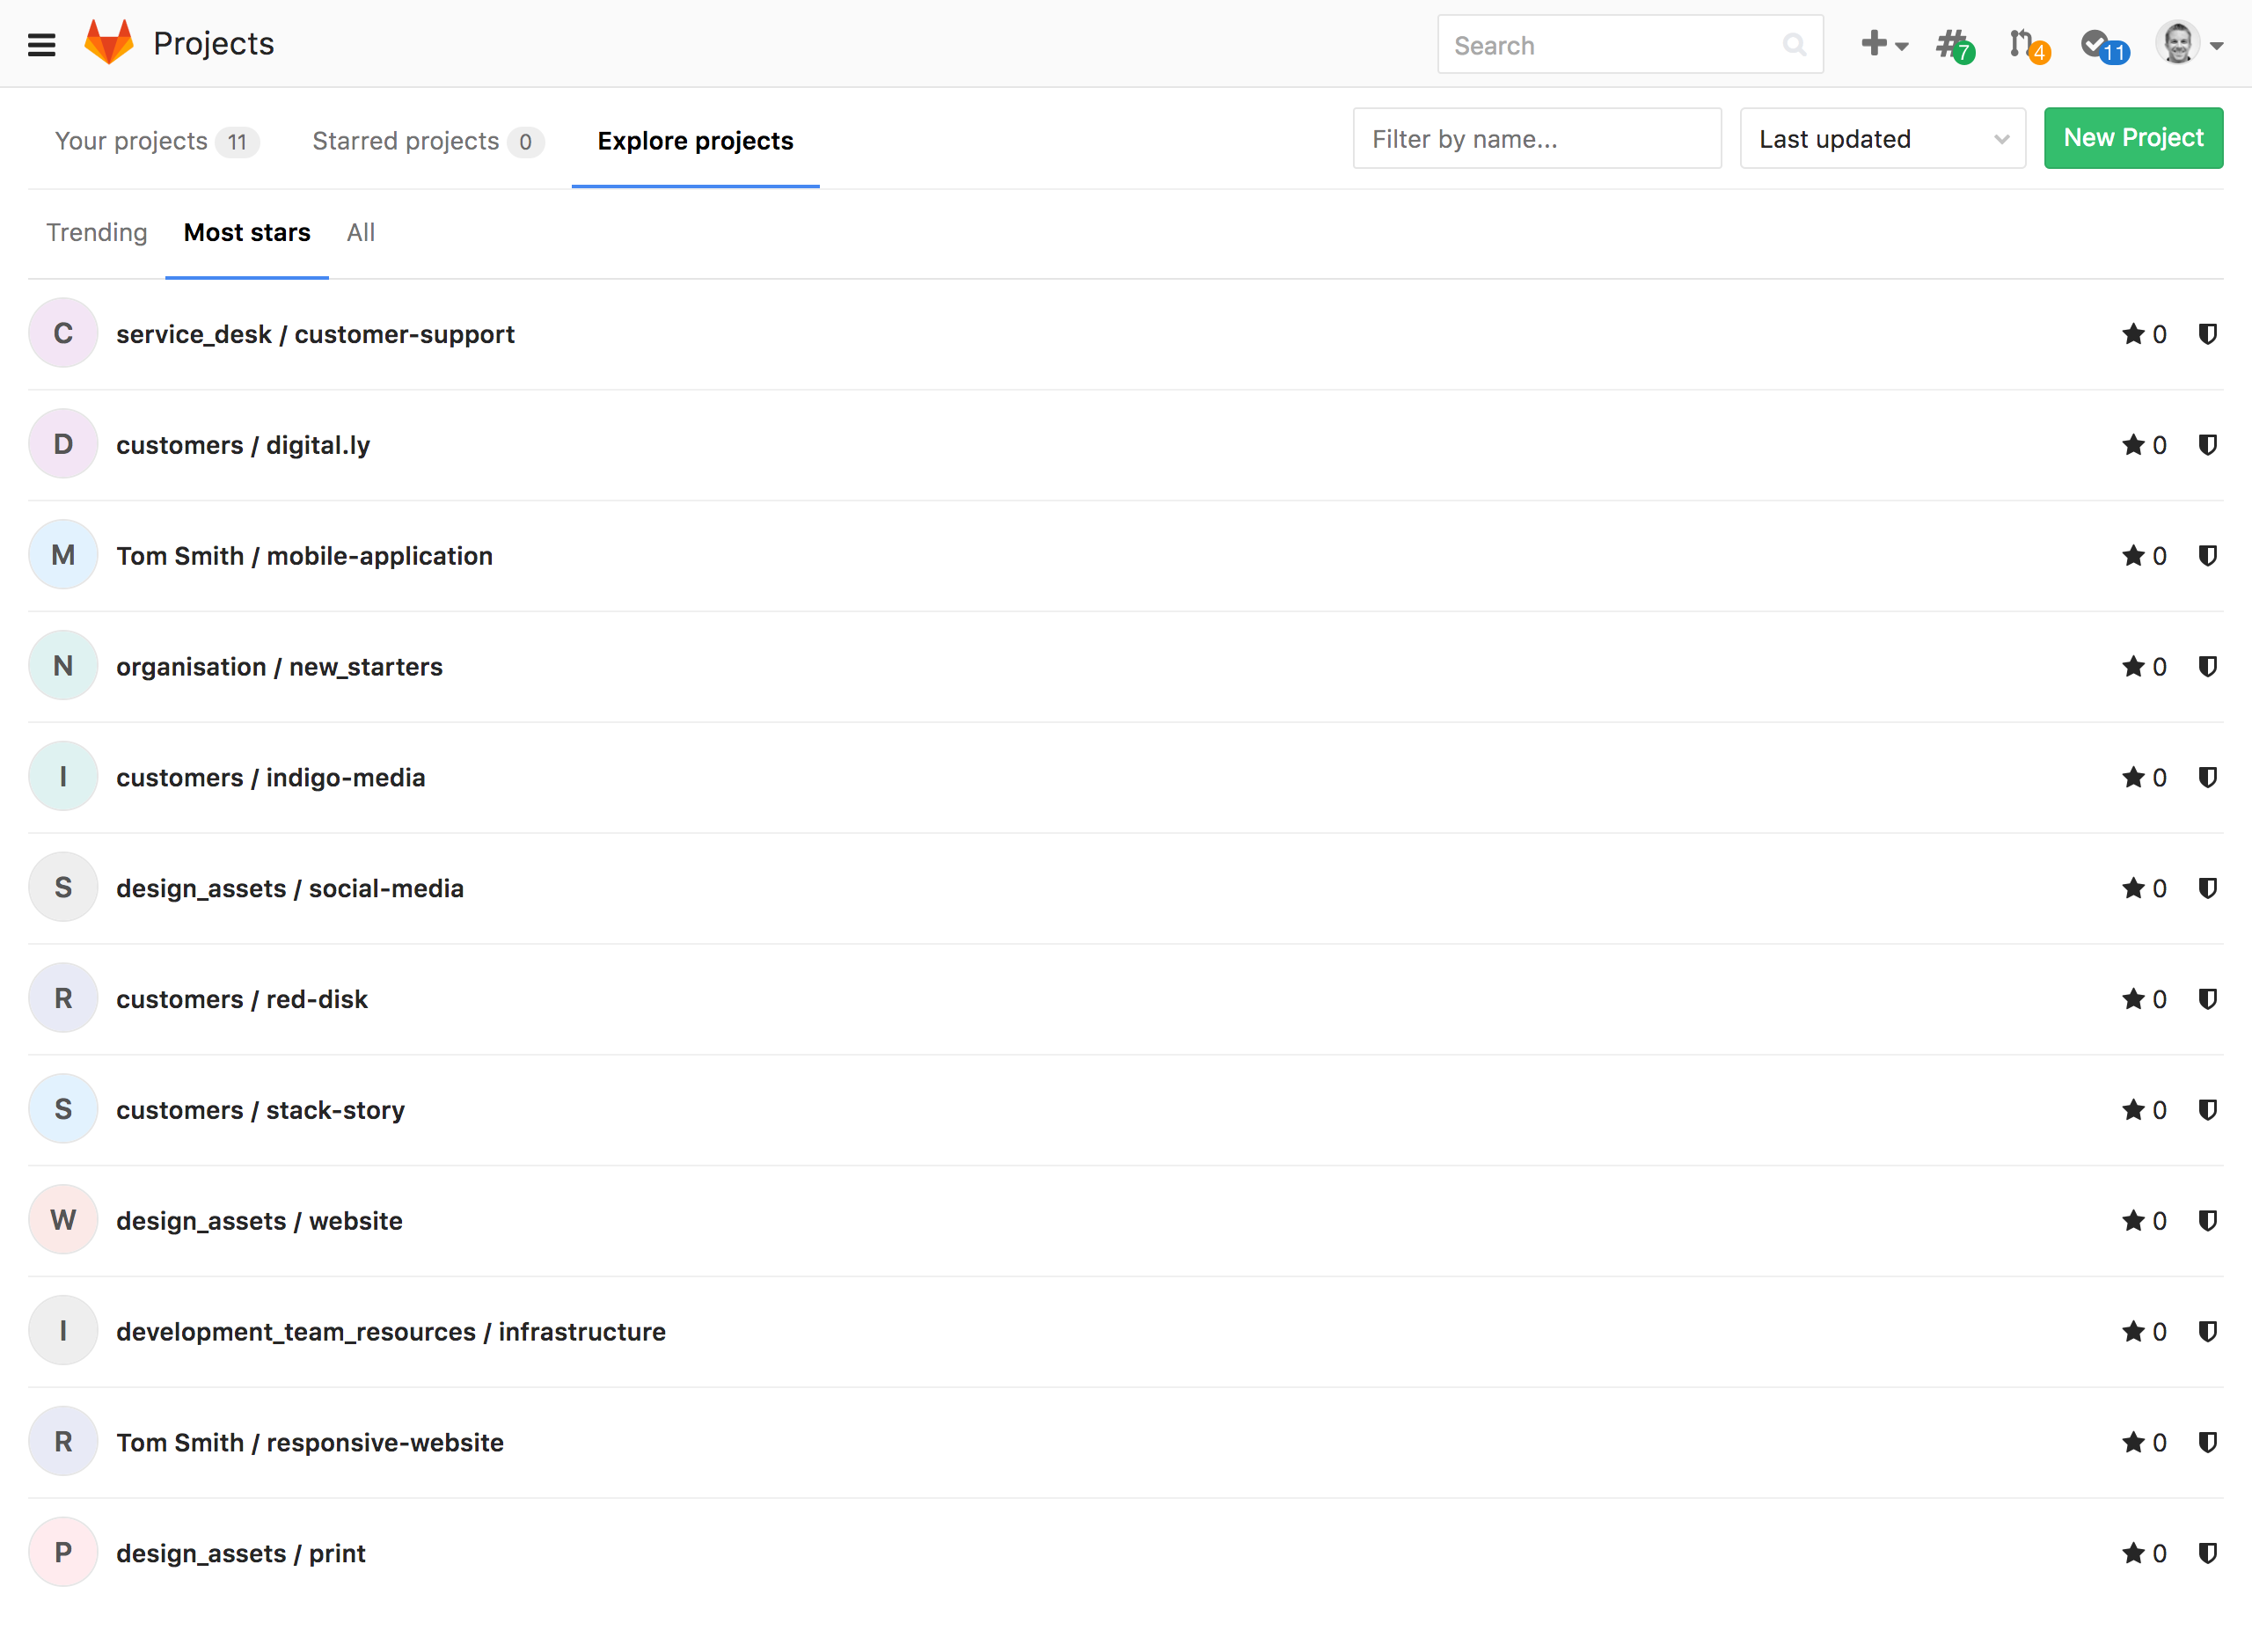 Projects
Search
7
4
11
Your projects 11
Starred projects 0
Explore projects
Filter by name...
Last updated
New Project
Trending
Most stars
All
C
service_desk / customer-support
0
D
customers / digital.ly
0
M
Tom Smith / mobile-application
0
N
organisation / new_starters
0
I
customers / indigo-media
0
S
design_assets / social-media
0
R
customers / red-disk
0
S
customers / stack-story
0
W
design_assets / website
0
I
development_team_resources / infrastructure
0
R
Tom Smith / responsive-website
0
P
design_assets / print
0